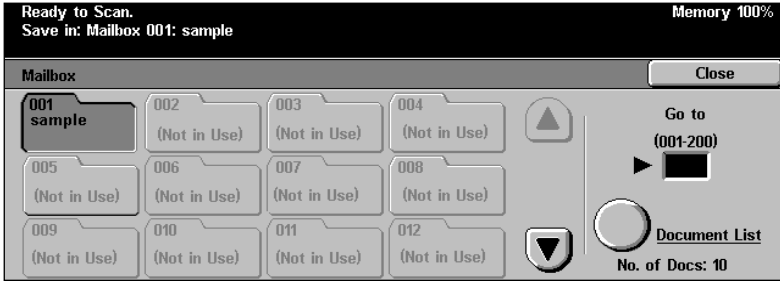 Ready to Scan.
Memory 100%
Save in: Mailbox 001: sample
Mailbox
Close
001
sample
002
(Not in Use)
003
(Not in Use)
004
(Not in Use)
Go to
(001-200)
005
(Not in Use)
006
(Not in Use)
007
(Not in Use)
008
(Not in Use)
009
(Not in Use)
010
(Not in Use)
011
(Not in Use)
012
(Not in Use)
Document List
No. of Docs: 10